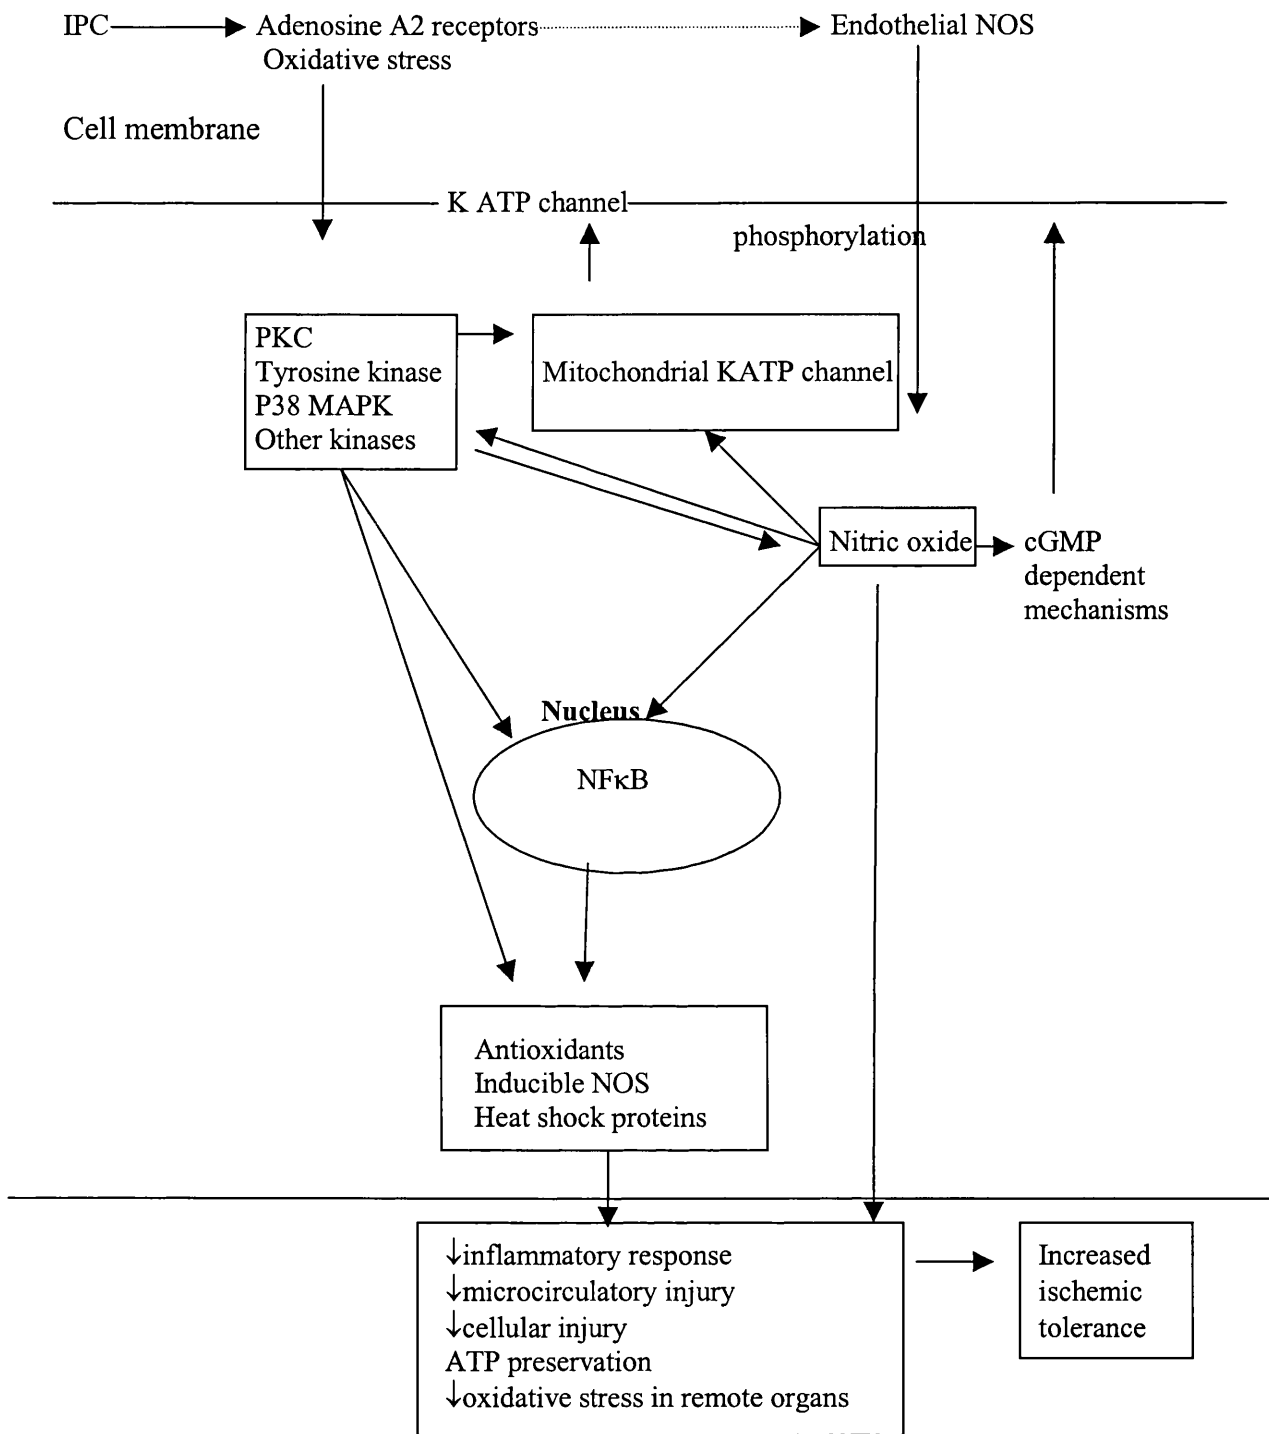 IPC Adenosine A2 receptors Endothelial NOS
Oxidative stress
Cell membrane
K ATP channel
phosphorylation
PKC
Tyrosine kinase
P38 MAPK
Other kinases
Mitochondrial KATP channel
Nitric oxide
cGMP
dependent
mechanisms
Nucleus
NFκB
Antioxidants
Inducible NOS
Heat shock proteins
↓inflammatory response
↓microcirculatory injury
↓cellular injury
ATP preservation
↓oxidative stress in remote organs
Increased
ischemic
tolerance